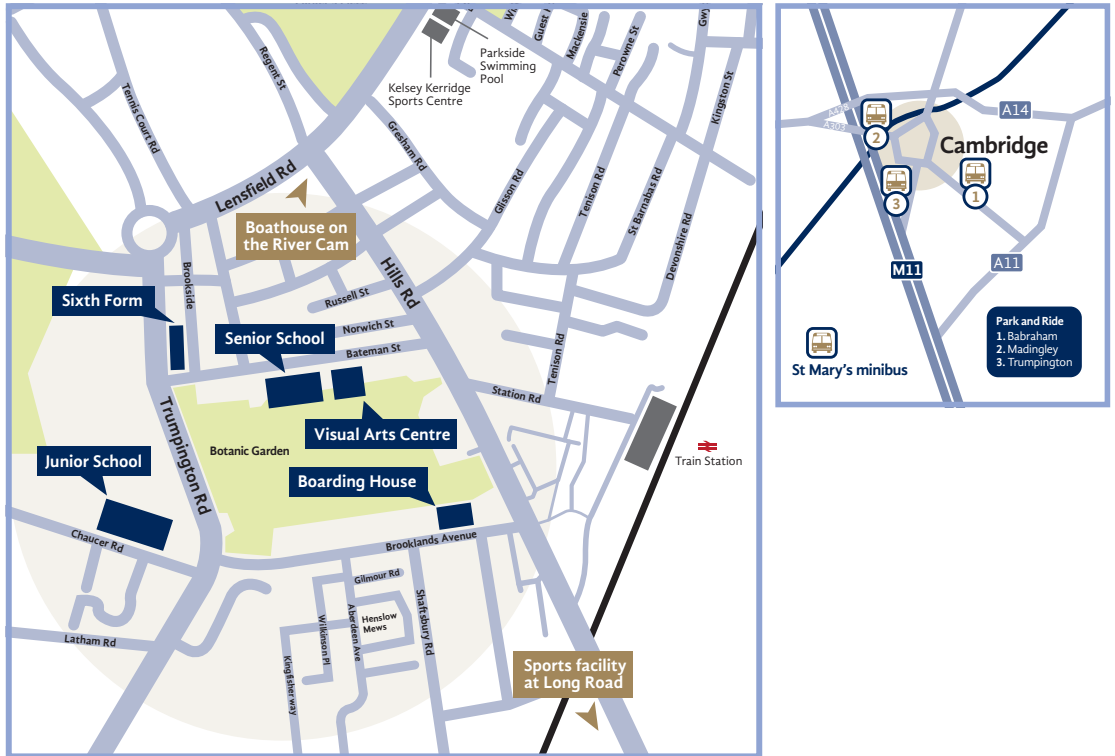 Regent St
Tennis Court Rd
Kelsey Kerridge
Sports Centre
Parkside
Swimming
Pool
Mackenzie
Perowne St
Kingston St
Gresham Rd
Lensfield Rd
Glisson Rd
Tenison Rd
St Barnabas Rd
Devonshire Rd
Boathouse on
the River Cam
Brookside
Hills Rd
Sixth Form
Russell St
Norwich St
Senior School
Bateman St
Tenison Rd
Station Rd
Trumpington Rd
Visual Arts Centre
Botanic Garden
Train Station
Junior School
Boarding House
Chaucer Rd
Brooklands Avenue
Gilmour Rd
Shaftsbury Rd
Aberdeen Ave
Henslow
Mews
Wilkinson Pl
Latham Rd
Kingfisher way
Sports facility
at Long Road
A428
A303
A14
2
Cambridge
3
1
M11
A11
Park and Ride
1. Babraham
2. Madingley
3. Trumpington
St Mary's minibus